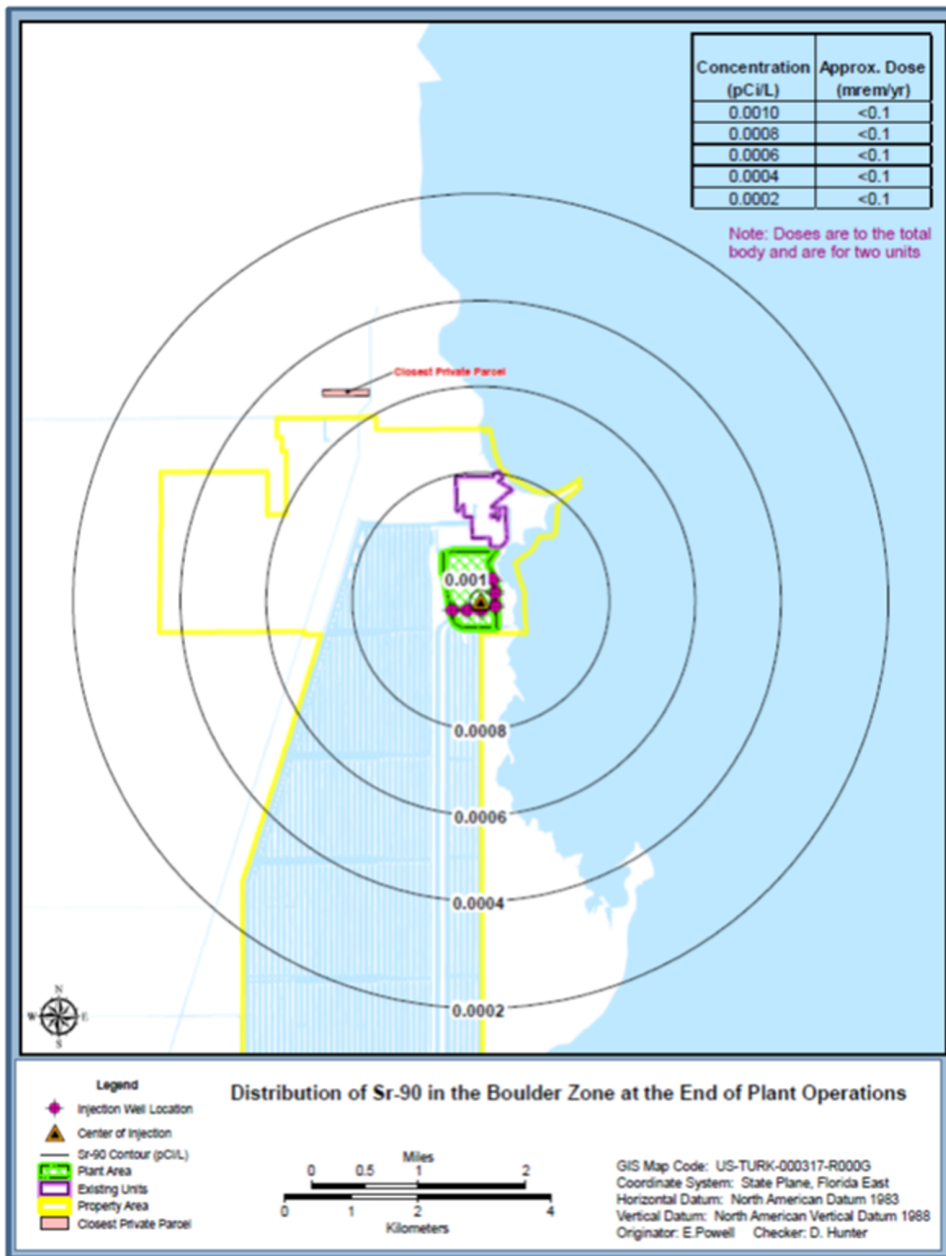 Concentration (pCi/L) Approx. Dose (mrem/yr)
0.0010 <0.1
0.0008 <0.1
0.0006 <0.1
0.0004 <0.1
0.0002 <0.1
Note: Doses are to the total
body and are for two units
Closest Private Parcel
0.001
0.0008
0.0006
0.0004
0.0002
N
W E
S
Legend
Injection Well Location
Center of Injection
Sr-90 Contour (pCi/L)
Plant Area
Existing Units
Property Area
Closest Private Parcel
Distribution of Sr-90 in the Boulder Zone at the End of Plant Operations
Miles
0 0.5 1 2
0 1 2 4
Kilometers
GIS Map Code: US-TURK-000317-R000G
Coordinate System: State Plane, Florida East
Horizontal Datum: North American Datum 1983
Vertical Datum: North American Vertical Datum 1988
Originator: E.Powell Checker: D. Hunter